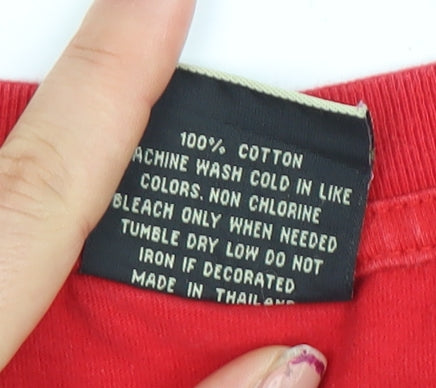 100% COTTON
ACHINE WASH COLD IN LIKE
COLORS. NON CHLORINE
BLEACH ONLY WHEN NEEDED
TUMBLE DRY LOW DO NOT
IRON IF DECORATED
MADE IN THAILAND